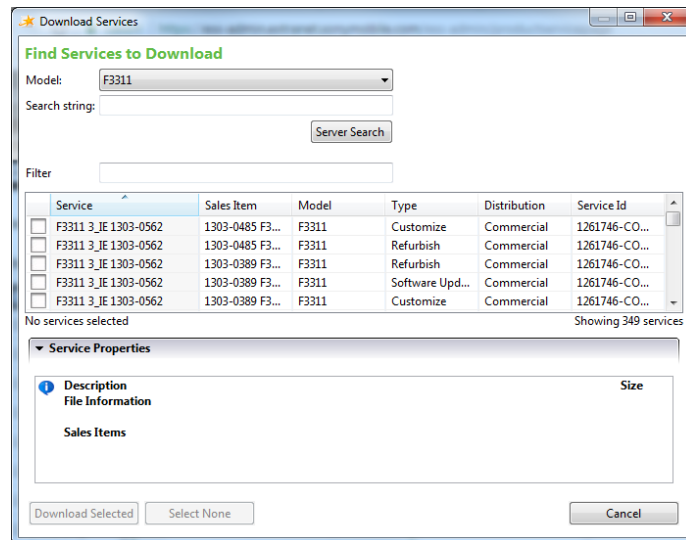 Download Services
Find Services to Download
Model: F3311
Search string:
Server Search
Filter
Service Sales Item Model Type Distribution Service Id
F3311 3_IE 1303-0562 1303-0485 F3... F3311 Customize Commercial 1261746-CO...
F3311 3_IE 1303-0562 1303-0485 F3... F3311 Refurbish Commercial 1261746-CO...
F3311 3_IE 1303-0562 1303-0389 F3... F3311 Refurbish Commercial 1261746-CO...
F3311 3_IE 1303-0562 1303-0389 F3... F3311 Software Upd... Commercial 1261746-CO...
F3311 3_IE 1303-0562 1303-0389 F3... F3311 Customize Commercial 1261746-CO...
No services selected Showing 349 services
Service Properties
Description Size
File Information
Sales Items
Download Selected Select None Cancel